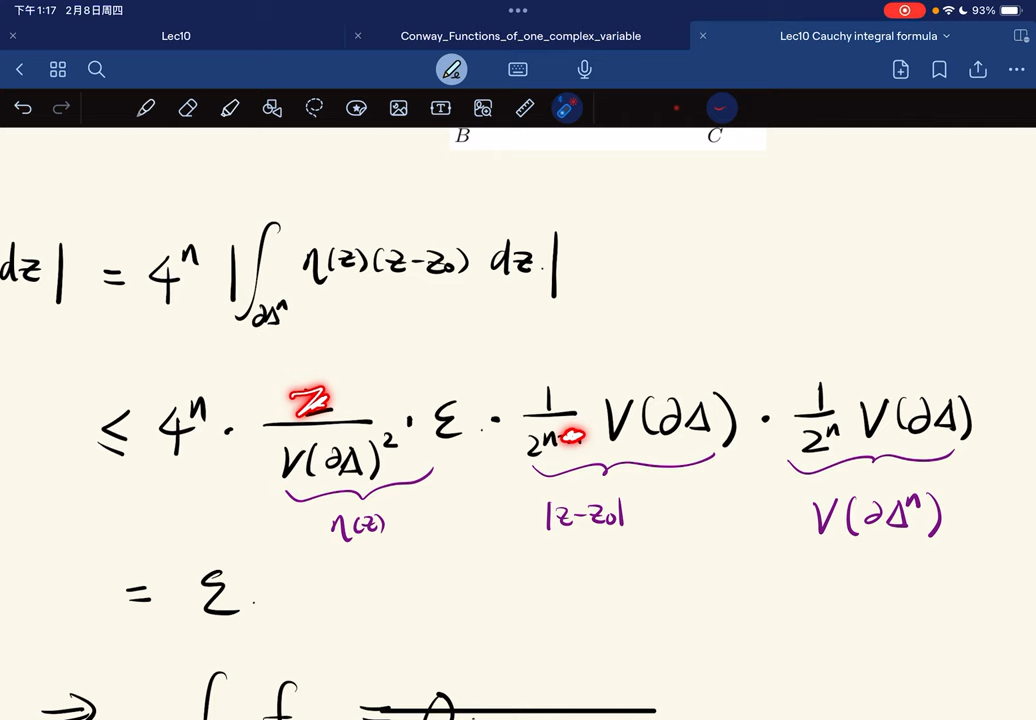 下午1:17 2月8日周四
93%
Lec10
Conway_Functions_of_one_complex_variable
Lec10 Cauchy integral formula
B C
dz| = 4ⁿ |∫_{∂Δⁿ} η(z)(z-z₀) dz.|
≤ 4ⁿ · /V(∂Δ)² · ε · 1/2ⁿ V(∂Δ) · 1/2ⁿ V(∂Δ)
η(z) |z-z₀| V(∂Δⁿ)
= ε.
⇒ ∫ f = 0